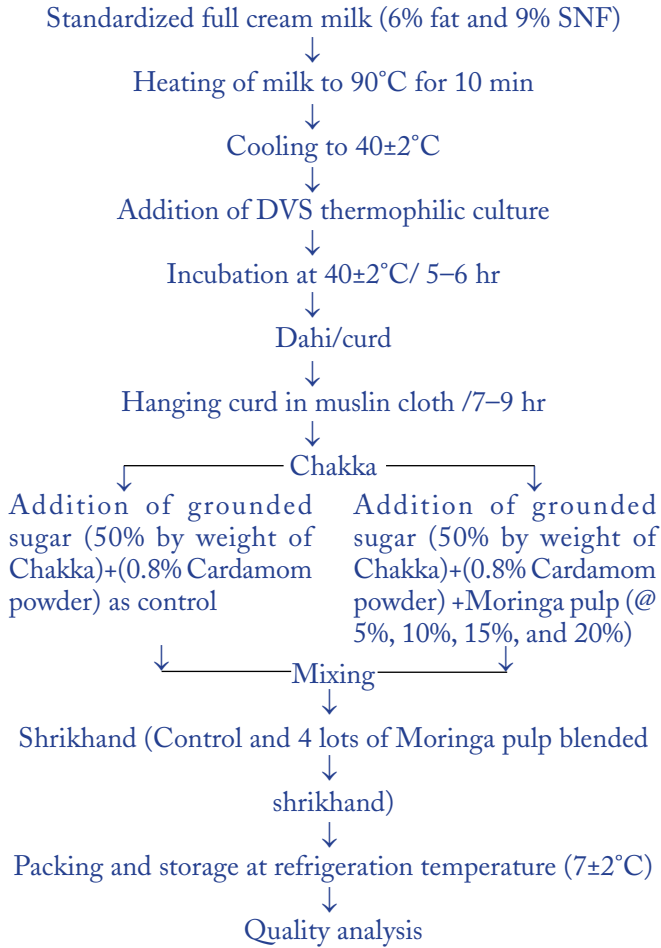 Standardized full cream milk (6% fat and 9% SNF)
Heating of milk to 90°C for 10 min
Cooling to 40±2°C
Addition of DVS thermophilic culture
Incubation at 40±2°C/ 5–6 hr
Dahi/curd
Hanging curd in muslin cloth /7–9 hr
Chakka
Addition of grounded
sugar (50% by weight of
Chakka)+(0.8% Cardamom
powder) as control
Addition of grounded
sugar (50% by weight of
Chakka)+(0.8% Cardamom
powder) +Moringa pulp (@
5%, 10%, 15%, and 20%)
Mixing
Shrikhand (Control and 4 lots of Moringa pulp blended
shrikhand)
Packing and storage at refrigeration temperature (7±2°C)
Quality analysis